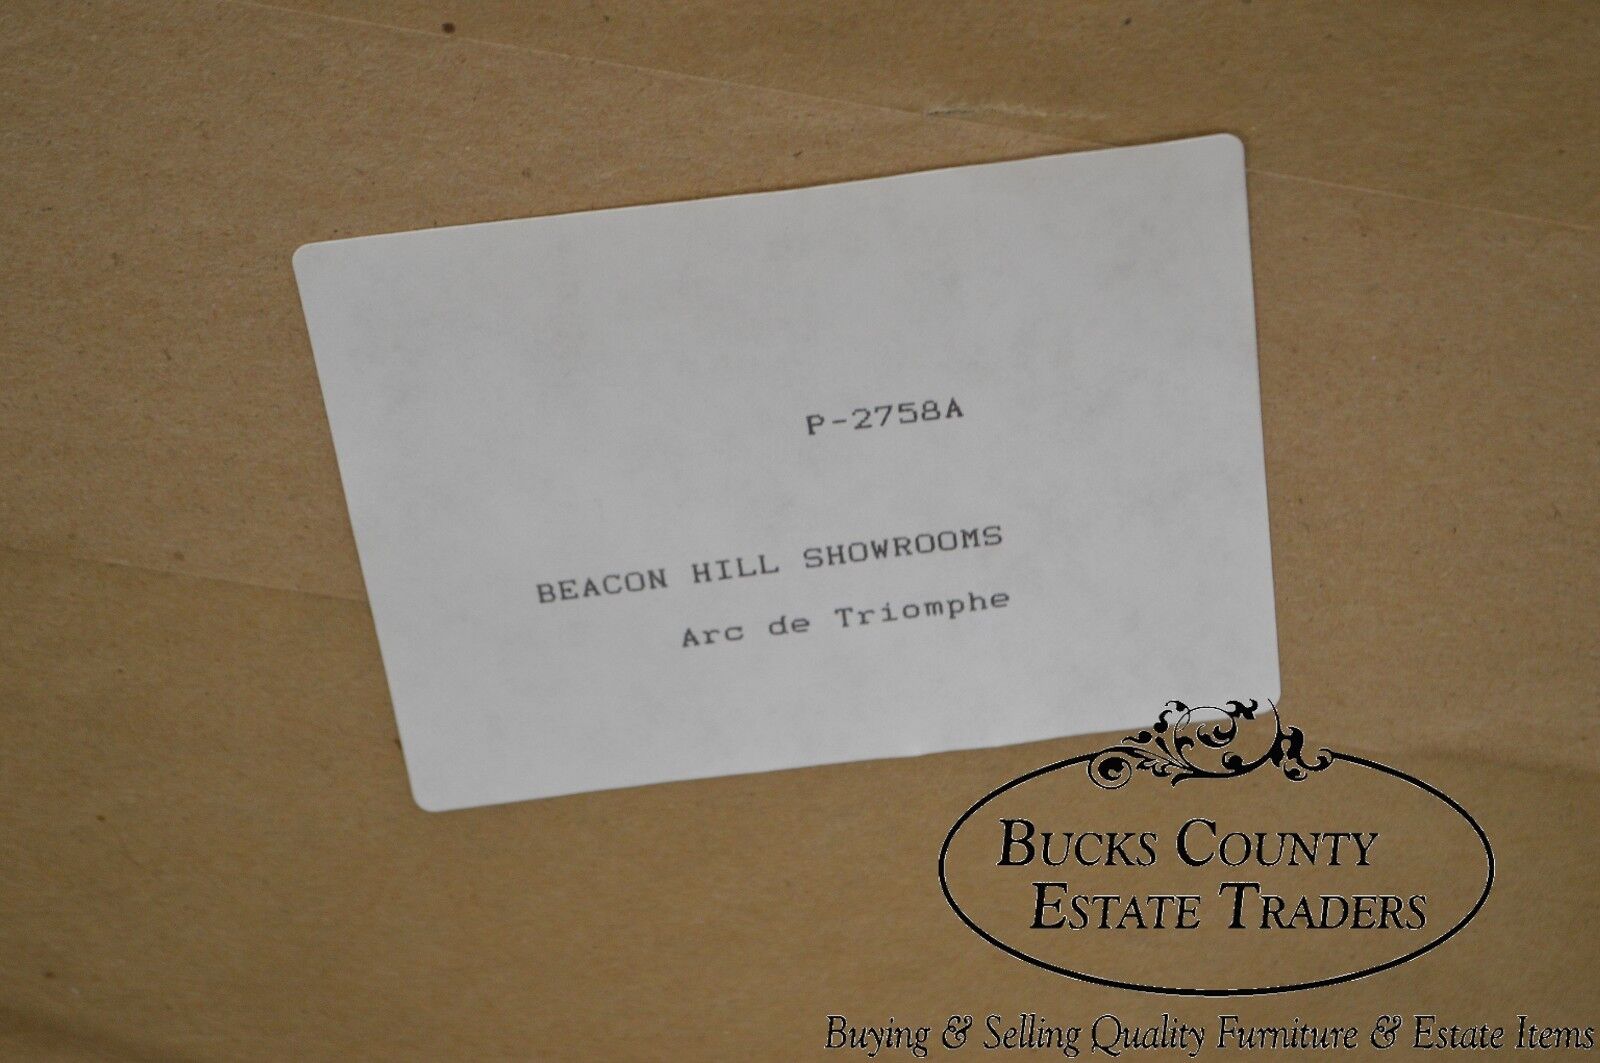 P-2758A
BEACON HILL SHOWROOMS
Arc de Triomphe
BUCKS COUNTY
ESTATE TRADERS
Buying & Selling Quality Furniture & Estate Items